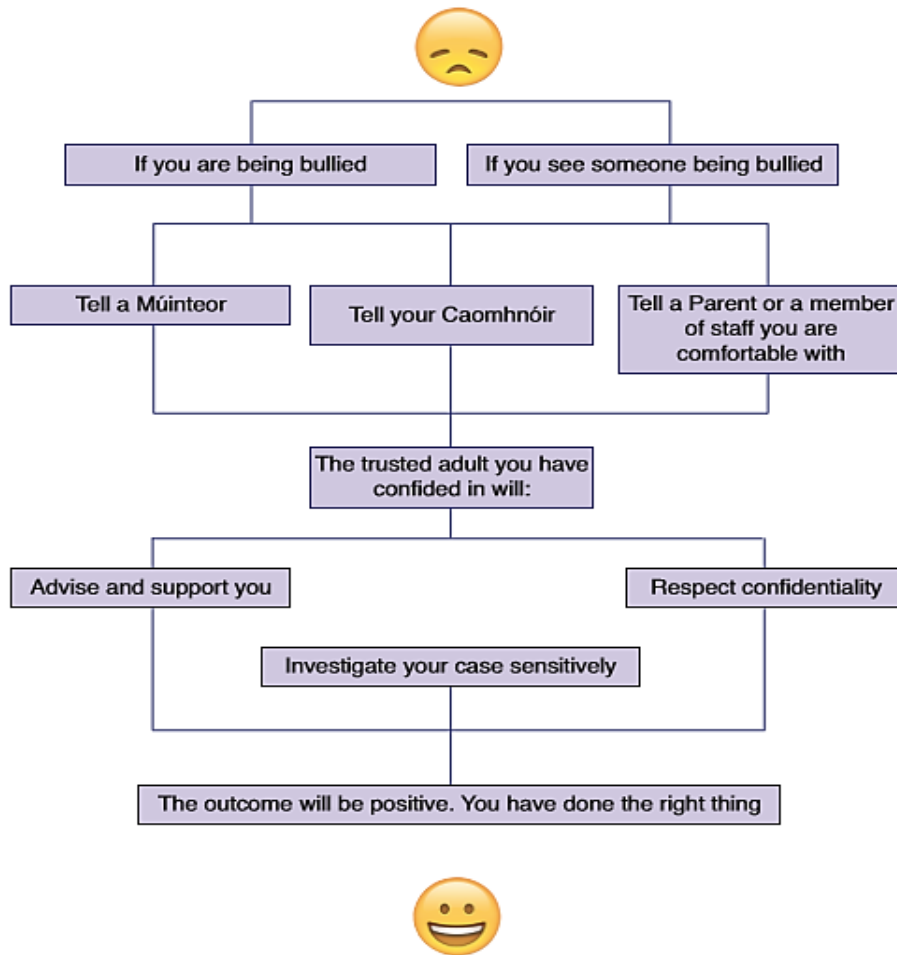 If you are being bullied
If you see someone being bullied
Tell a Múinteor
Tell your Caomhnóir
Tell a Parent or a member
of staff you are
comfortable with
The trusted adult you have
confided in will:
Advise and support you
Respect confidentiality
Investigate your case sensitively
The outcome will be positive. You have done the right thing